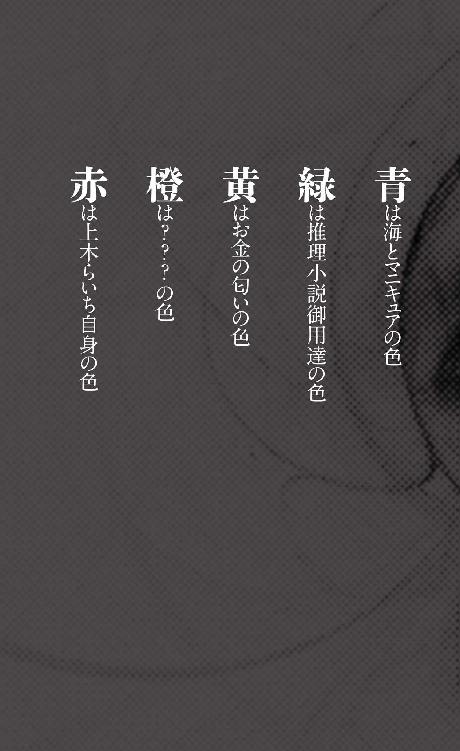 青は海とマニキュアの色
緑は推理小説御用達の色
黄はお金の匂いの色
橙は？？？の色
赤は上木らいち自身の色